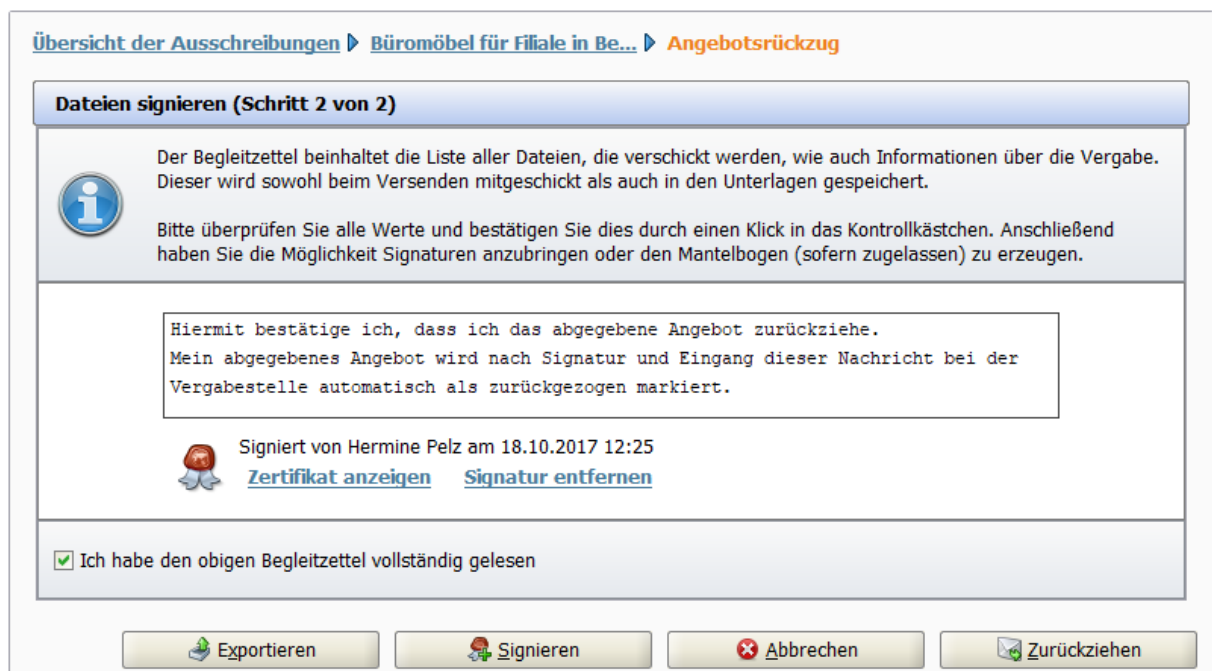 Übersicht der Ausschreibungen Büromöbel für Filiale in Be... Angebotsrückzug
Dateien signieren (Schritt 2 von 2)
Der Begleitzettel beinhaltet die Liste aller Dateien, die verschickt werden, wie auch Informationen über die Vergabe.
Dieser wird sowohl beim Versenden mitgeschickt als auch in den Unterlagen gespeichert.
Bitte überprüfen Sie alle Werte und bestätigen Sie dies durch einen Klick in das Kontrollkästchen. Anschließend
haben Sie die Möglichkeit Signaturen anzubringen oder den Mantelbogen (sofern zugelassen) zu erzeugen.
Hiermit bestätige ich, dass ich das abgegebene Angebot zurückziehe.
Mein abgegebenes Angebot wird nach Signatur und Eingang dieser Nachricht bei der
Vergabestelle automatisch als zurückgezogen markiert.
Signiert von Hermine Pelz am 18.10.2017 12:25
Zertifikat anzeigen Signatur entfernen
Ich habe den obigen Begleitzettel vollständig gelesen
Exportieren Signieren Abbrechen Zurückziehen